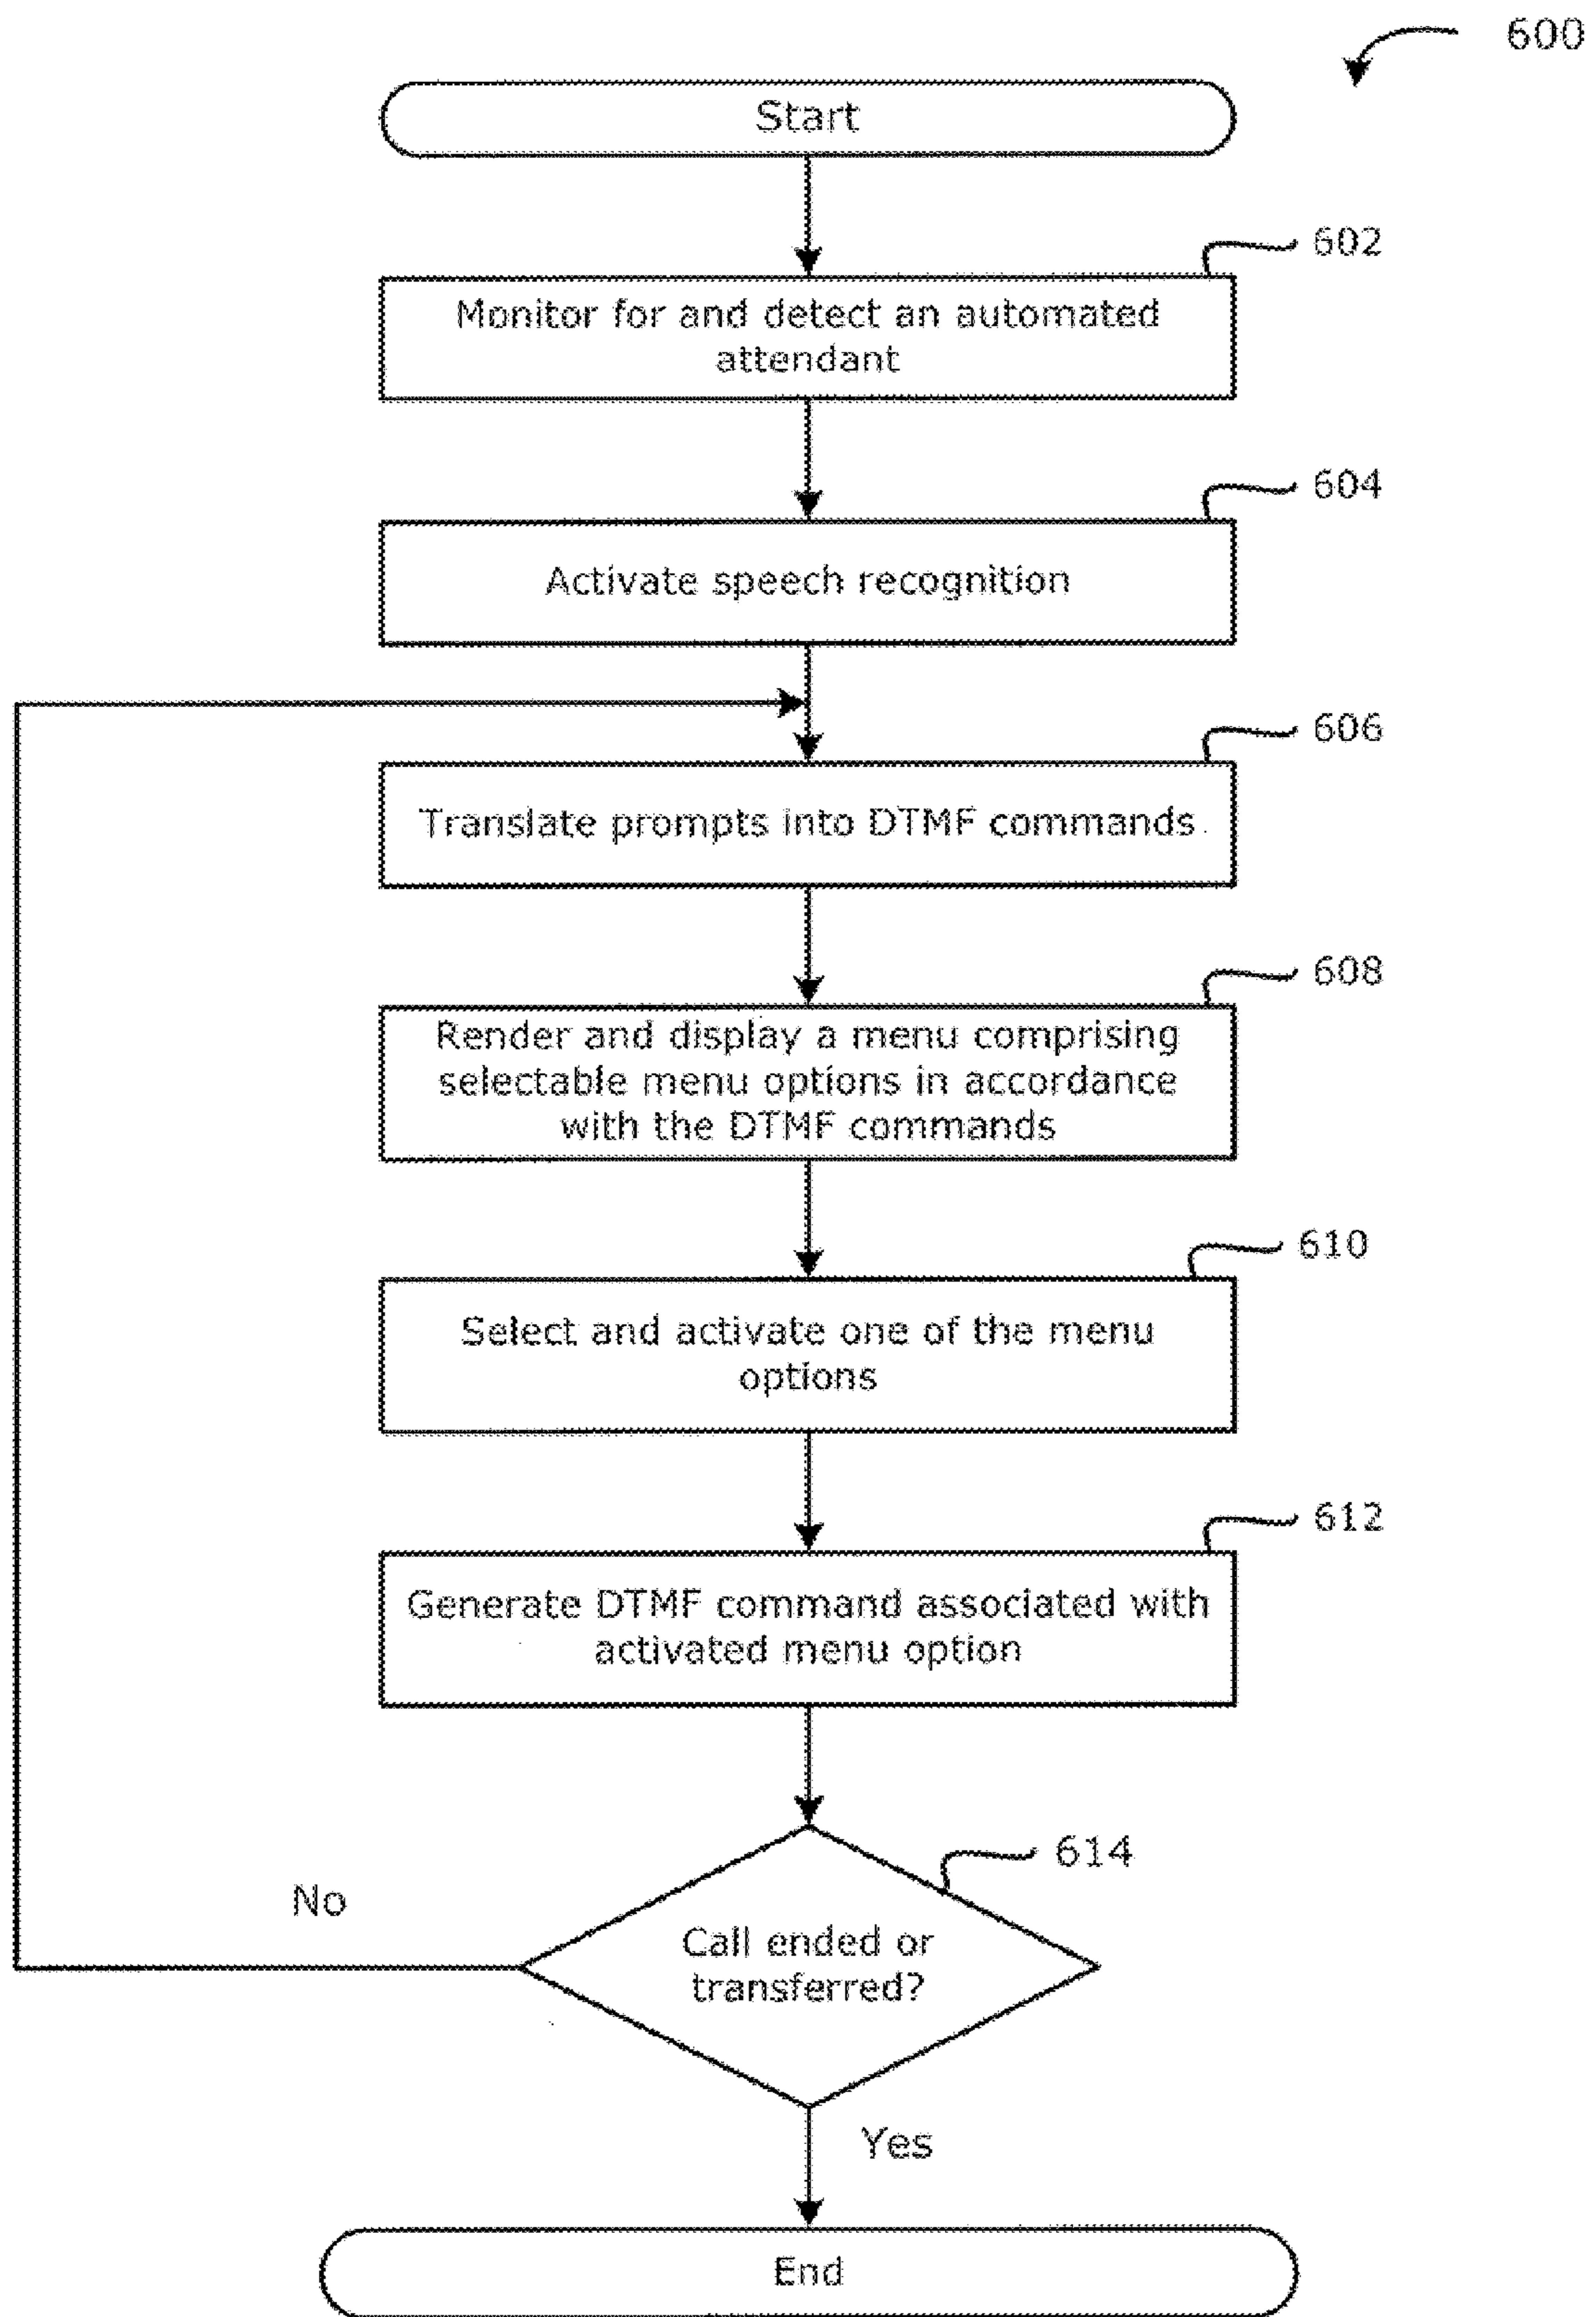 600
Start
602
Monitor for and detect an automated
attendant
604
Activate speech recognition
606
Translate prompts into DTMF commands
608
Render and display a menu comprising
selectable menu options in accordance
with the DTMF commands
610
Select and activate one of the menu
options
612
Generate DTMF command associated with
activated menu option
614
No
Call ended or
transferred?
Yes
End